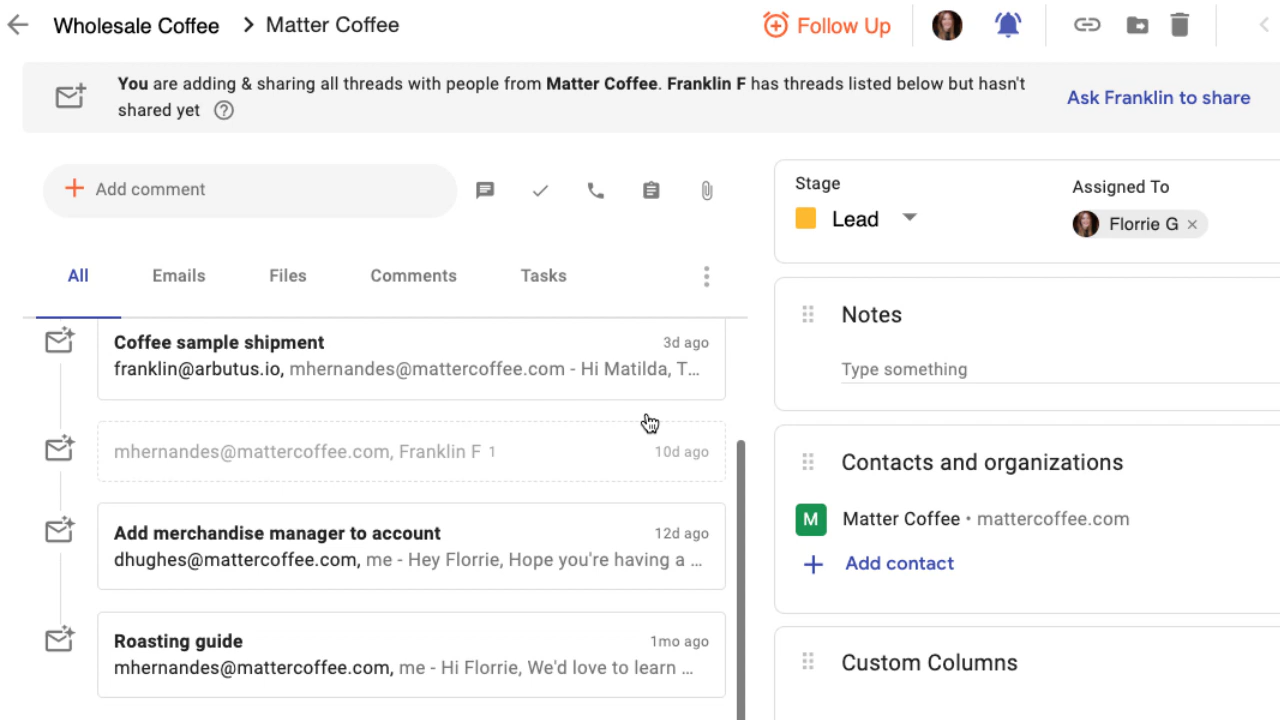 Wholesale Coffee > Matter Coffee
Follow Up
You are adding & sharing all threads with people from Matter Coffee. Franklin F has threads listed below but hasn't
shared yet ?
Ask Franklin to share
+ Add comment
All Emails Files Comments Tasks
Coffee sample shipment 3d ago
franklin@arbutus.io, mhernandes@mattercoffee.com - Hi Matilda, T...
mhernandes@mattercoffee.com, Franklin F 1 10d ago
Add merchandise manager to account 12d ago
dhughes@mattercoffee.com, me - Hey Florrie, Hope you're having a ...
Roasting guide 1mo ago
mhernandes@mattercoffee.com, me - Hi Florrie, We'd love to learn ...
Stage
Lead
Assigned To
Florrie G ×
Notes
Type something
Contacts and organizations
M Matter Coffee • mattercoffee.com
+ Add contact
Custom Columns